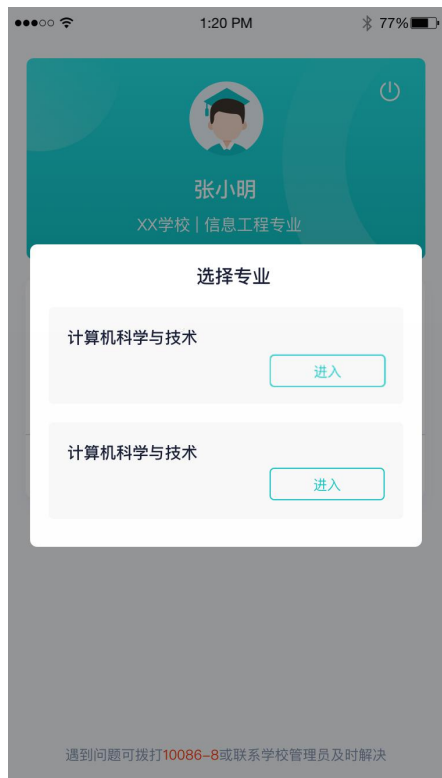 1:20 PM
77%
张小明
XX学校 | 信息工程专业
选择专业
计算机科学与技术
进入
计算机科学与技术
进入
遇到问题可拨打10086-8或联系学校管理员及时解决